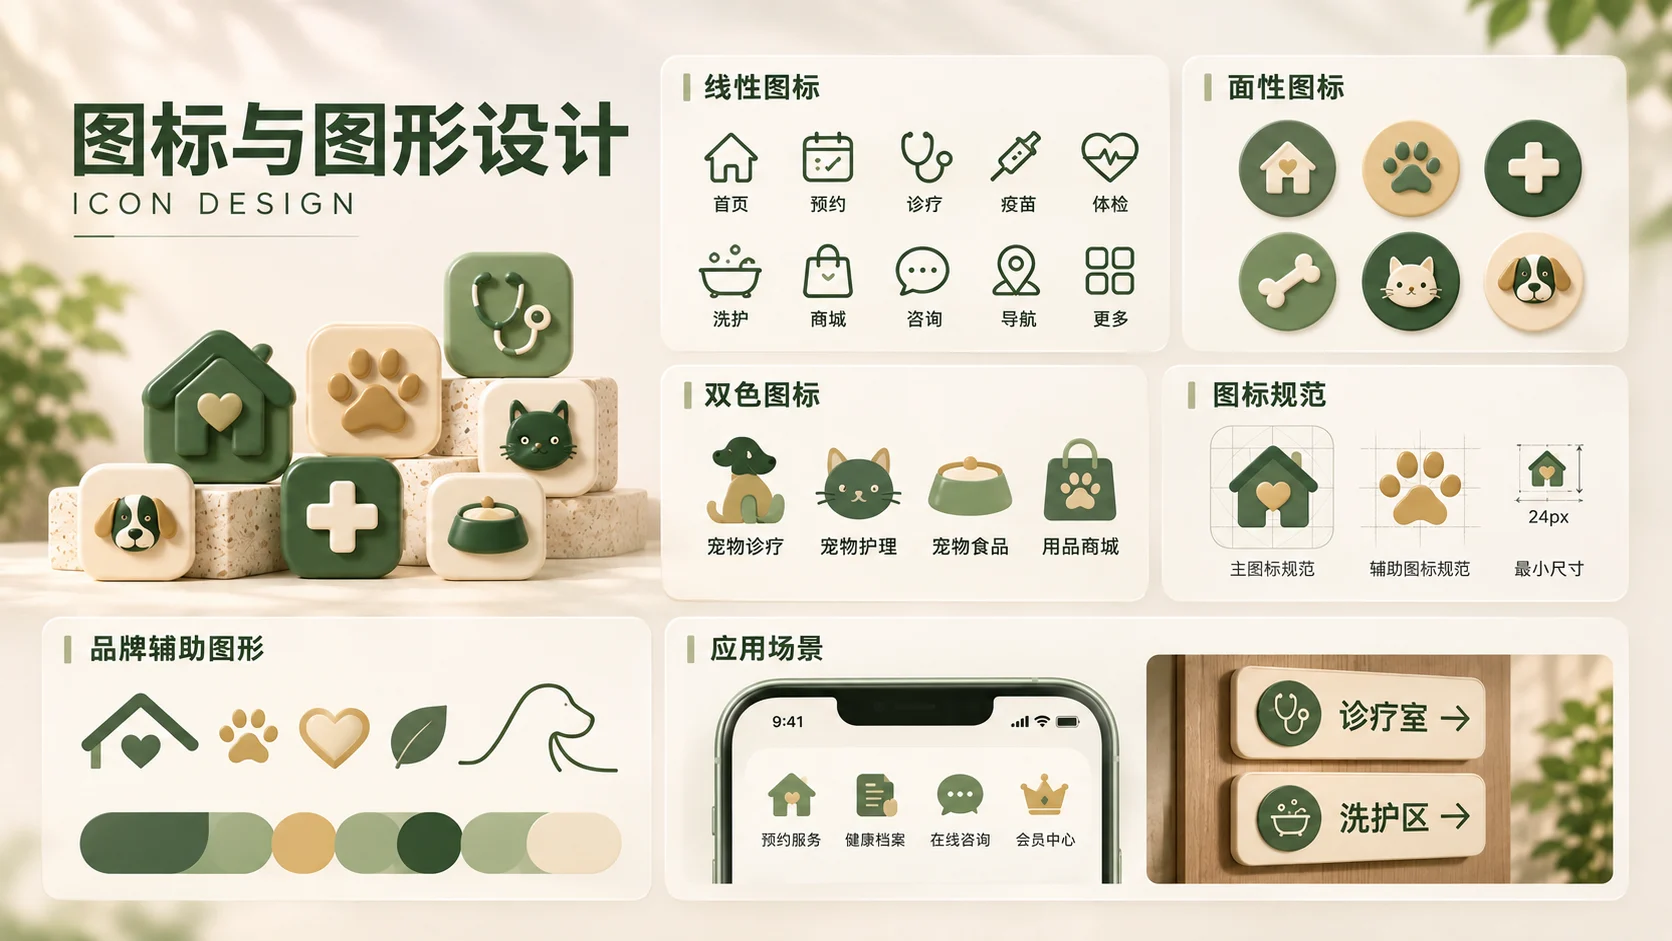 图标与图形设计
ICON DESIGN
线性图标
首页 预约 诊疗 疫苗 体检
洗护 商城 咨询 导航 更多
面性图标
双色图标
宠物诊疗 宠物护理 宠物食品 用品商城
图标规范
24px
主图标规范 辅助图标规范 最小尺寸
品牌辅助图形
应用场景
9:41
预约服务 健康档案 在线咨询 会员中心
诊疗室 →
洗护区 →